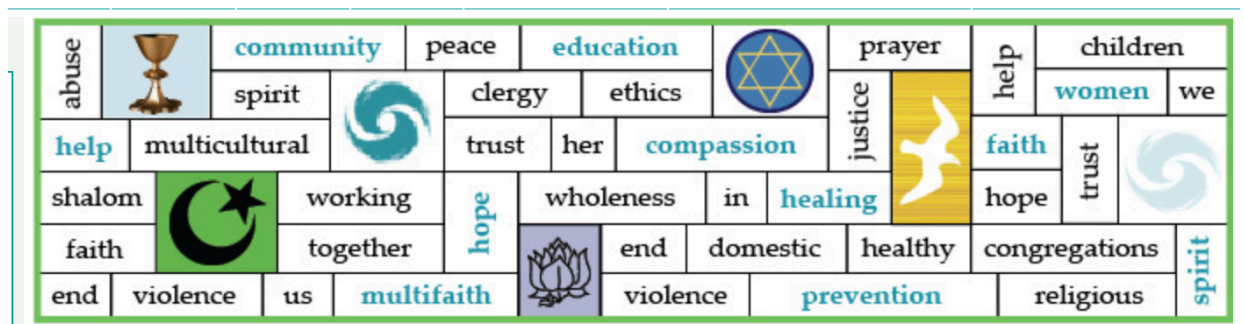 abuse community peace education prayer help children
spirit clergy ethics justice women we
help multicultural trust her compassion faith trust
shalom working hope wholeness in healing hope
faith together end domestic healthy congregations spirit
end violence us multifaith violence prevention religious